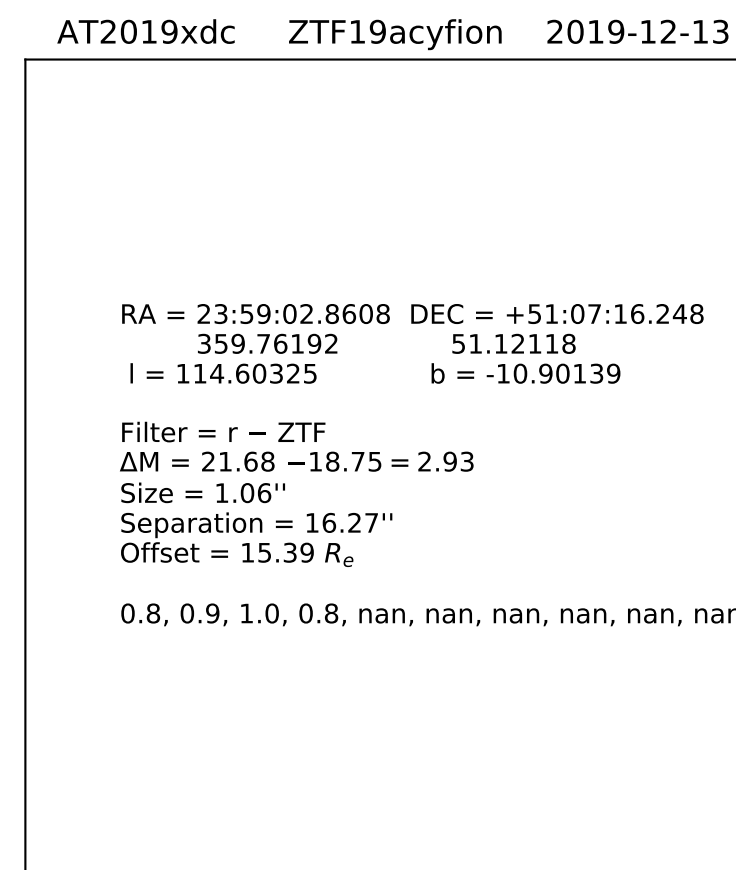 AT2019xdc ZTF19acyfion 2019-12-13
RA = 23:59:02.8608 DEC = +51:07:16.248
359.76192 51.12118
l = 114.60325 b = -10.90139
Filter = r − ZTF
ΔM = 21.68 −18.75 = 2.93
Size = 1.06''
Separation = 16.27''
Offset = 15.39 Re
0.8, 0.9, 1.0, 0.8, nan, nan, nan, nan, nan, nan